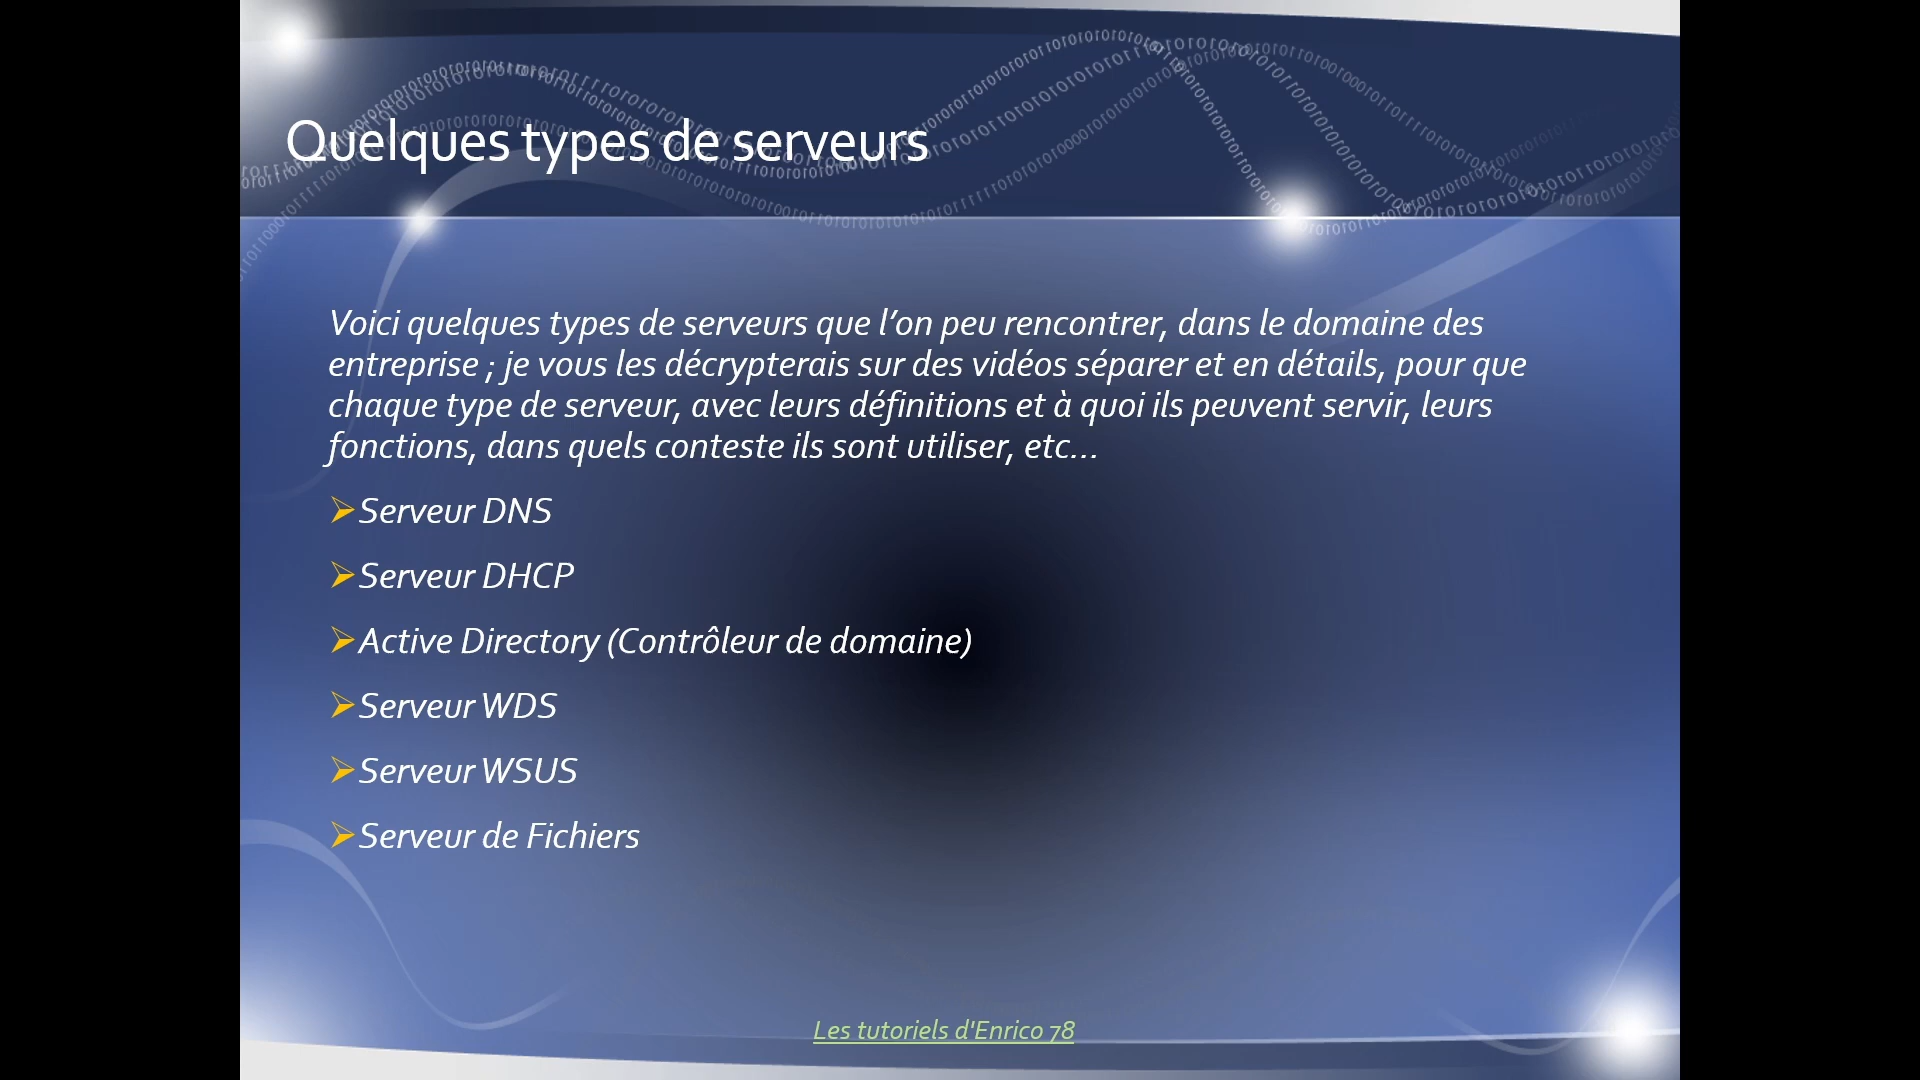 Quelques types de serveurs
Voici quelques types de serveurs que l’on peu rencontrer, dans le domaine des
entreprise ; je vous les décrypterais sur des vidéos séparer et en détails, pour que
chaque type de serveur, avec leurs définitions et à quoi ils peuvent servir, leurs
fonctions, dans quels conteste ils sont utiliser, etc…
Serveur DNS
Serveur DHCP
Active Directory (Contrôleur de domaine)
Serveur WDS
Serveur WSUS
Serveur de Fichiers
Les tutoriels d'Enrico 78